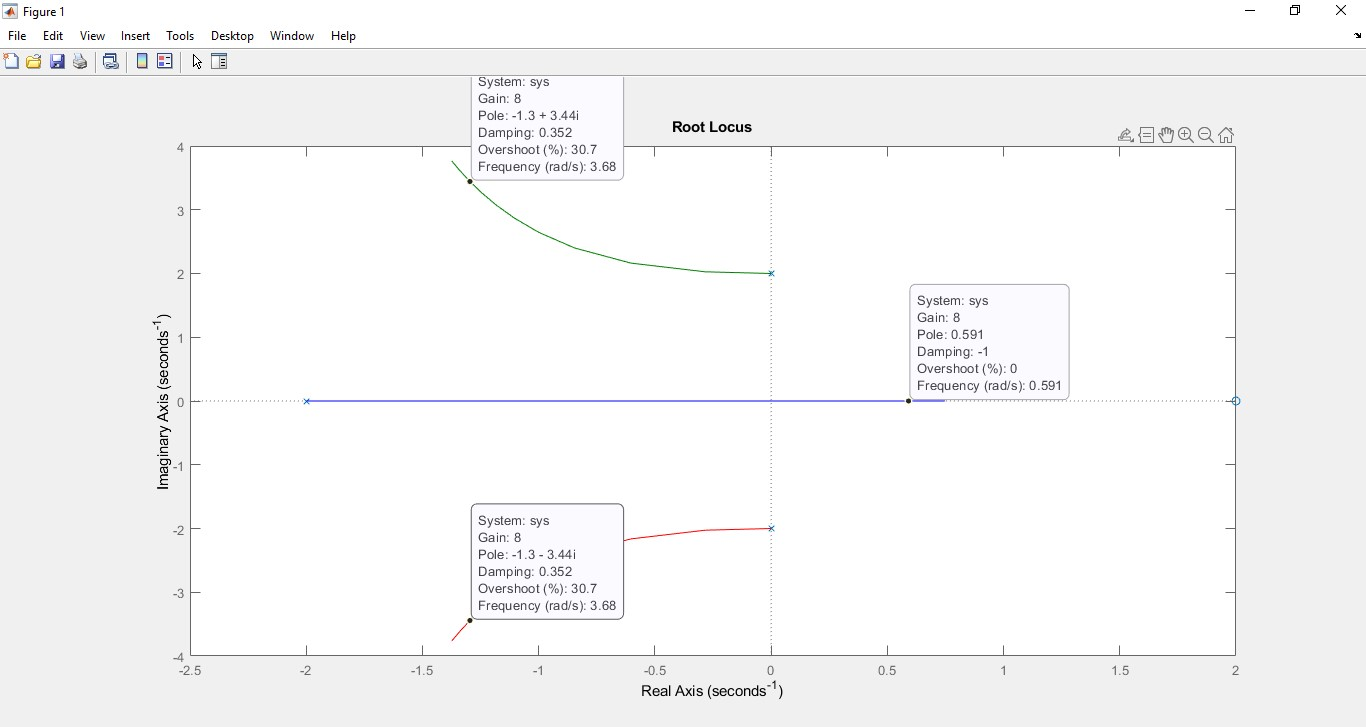 Figure 1
File Edit View Insert Tools Desktop Window Help
System: sys
Gain: 8
Pole: -1.3 + 3.44i
Damping: 0.352
Overshoot (%): 30.7
Frequency (rad/s): 3.68
Root Locus
4
3
2
1
0
-1
-2
-3
-4
Imaginary Axis (seconds-1)
System: sys
Gain: 8
Pole: 0.591
Damping: -1
Overshoot (%): 0
Frequency (rad/s): 0.591
System: sys
Gain: 8
Pole: -1.3 - 3.44i
Damping: 0.352
Overshoot (%): 30.7
Frequency (rad/s): 3.68
-2.5 -2 -1.5 -1 -0.5 0 0.5 1 1.5 2
Real Axis (seconds-1)